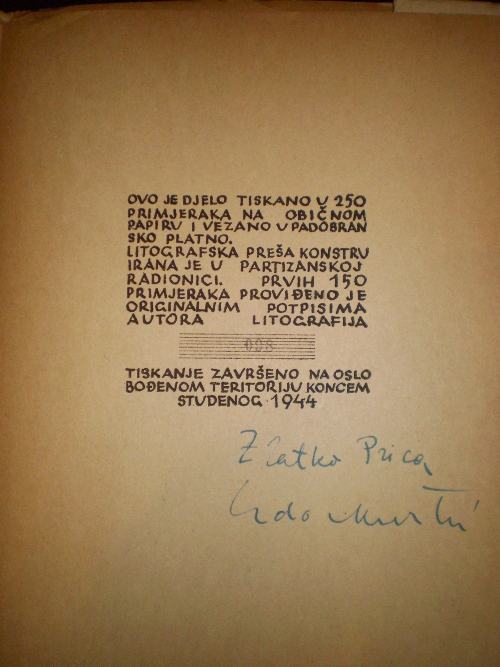 OVO JE DJELO TISKANO U 250
PRIMJERAKA NA OBIČNOM
PAPIRU I VEZANO U PADOBRAN
SKO PLATNO.
LITOGRAFSKA PREŠA KONSTRU
IRANA JE U PARTIZANSKOJ
RADIONICI. PRVIH 150
PRIMJERAKA PROVIĐENO JE
ORIGINALNIM POTPISIMA
AUTORA LITOGRAFIJA
TISKANJE ZAVRŠENO NA OSLO
BOĐENOM TERITORIJU KONCEM
STUDENOG 1944
Zlatko Prica
Edo Murtić